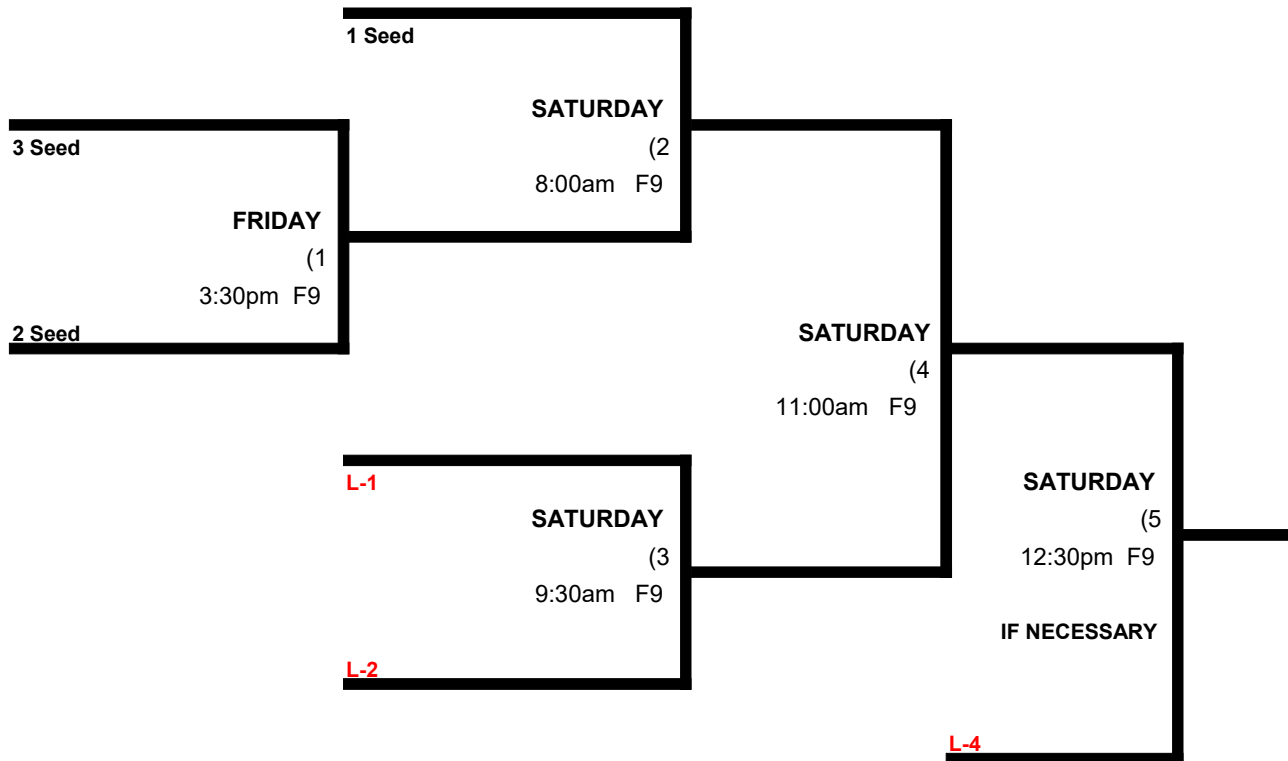 1 Seed
SATURDAY
(2
8:00am F9
3 Seed
FRIDAY
(1
3:30pm F9
2 Seed
SATURDAY
(4
11:00am F9
L-1
SATURDAY
(3
9:30am F9
L-2
SATURDAY
(5
12:30pm F9
IF NECESSARY
L-4